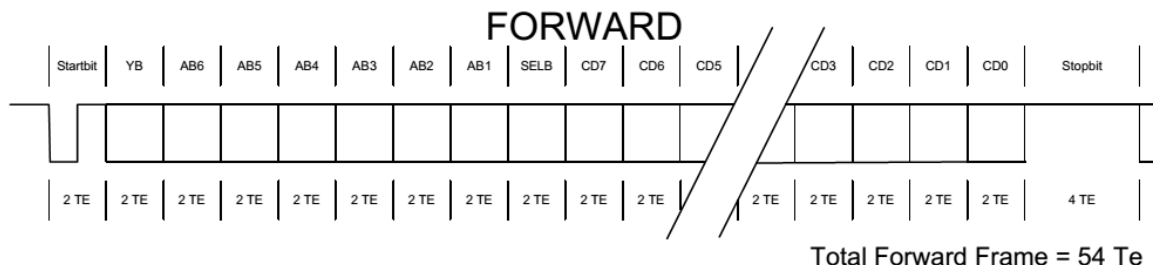 FORWARD
Startbit YB AB6 AB5 AB4 AB3 AB2 AB1 SELB CD7 CD6 CD5 CD3 CD2 CD1 CD0 Stopbit
2 TE 2 TE 2 TE 2 TE 2 TE 2 TE 2 TE 2 TE 2 TE 2 TE 2 TE 2 TE 2 TE 2 TE 2 TE 2 TE 4 TE
Total Forward Frame = 54 Te